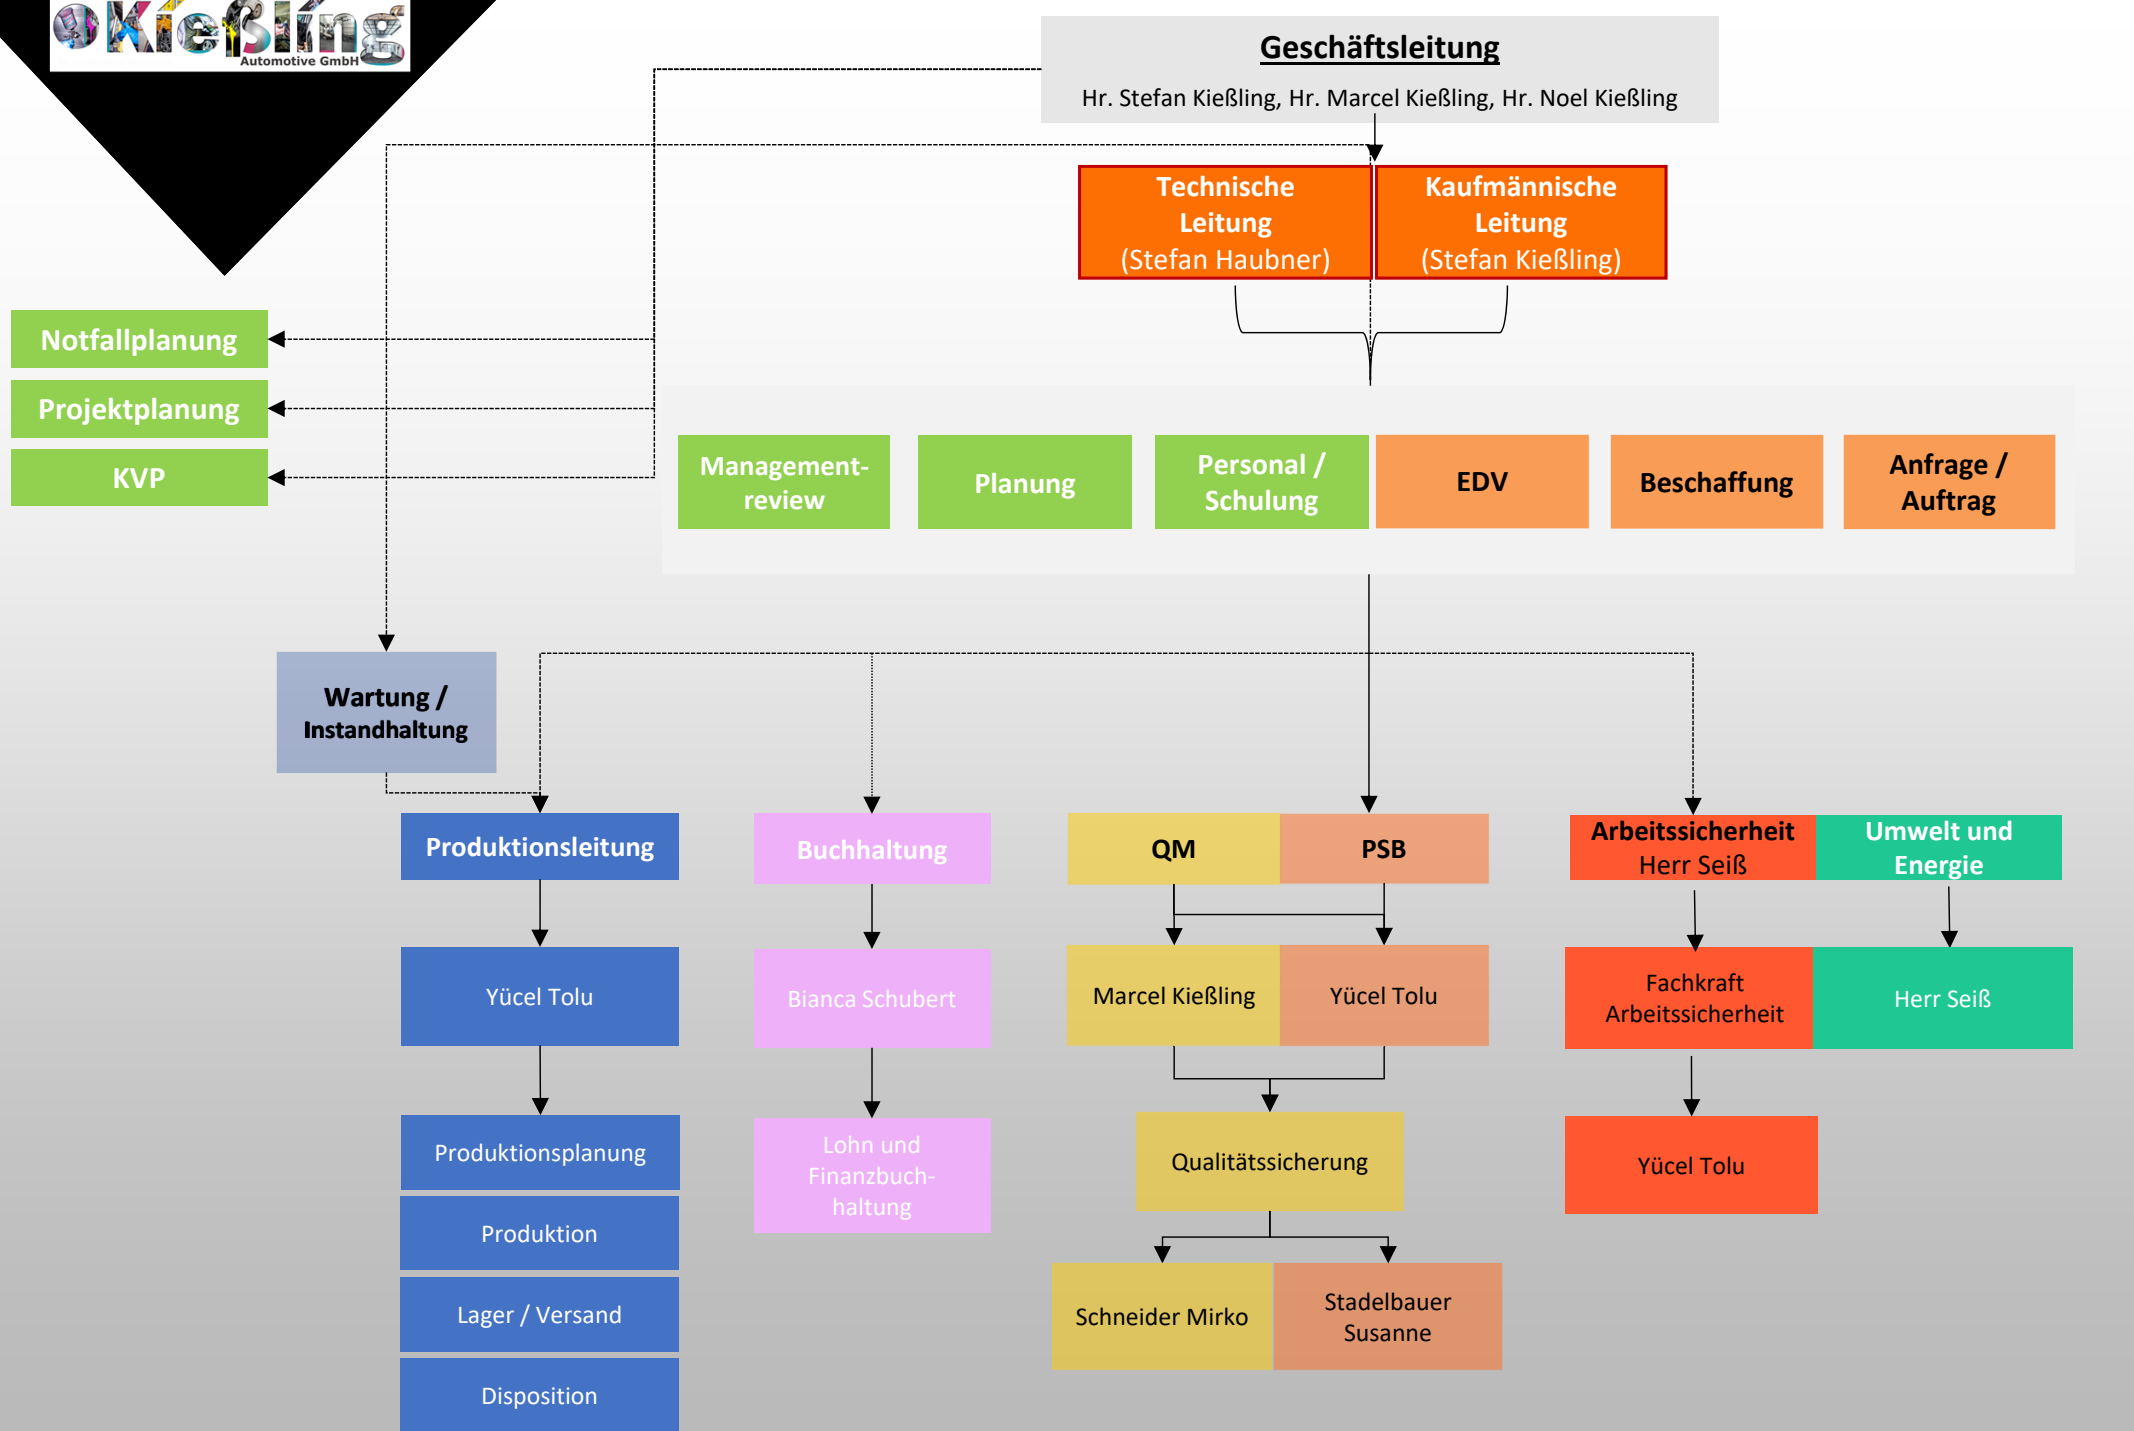 Kießling
Automotive GmbH
Geschäftsleitung
Hr. Stefan Kießling, Hr. Marcel Kießling, Hr. Noel Kießling
Technische
Leitung
(Stefan Haubner)
Kaufmännische
Leitung
(Stefan Kießling)
Notfallplanung
Projektplanung
KVP
Management-
review
Planung
Personal /
Schulung
EDV
Beschaffung
Anfrage /
Auftrag
Wartung /
Instandhaltung
Produktionsleitung
Buchhaltung
QM
PSB
Arbeitssicherheit
Herr Seiß
Umwelt und
Energie
Yücel Tolu
Bianca Schubert
Marcel Kießling
Yücel Tolu
Fachkraft
Arbeitssicherheit
Herr Seiß
Produktionsplanung
Lohn und
Finanzbuch-
haltung
Qualitätssicherung
Yücel Tolu
Produktion
Lager / Versand
Schneider Mirko
Stadelbauer
Susanne
Disposition